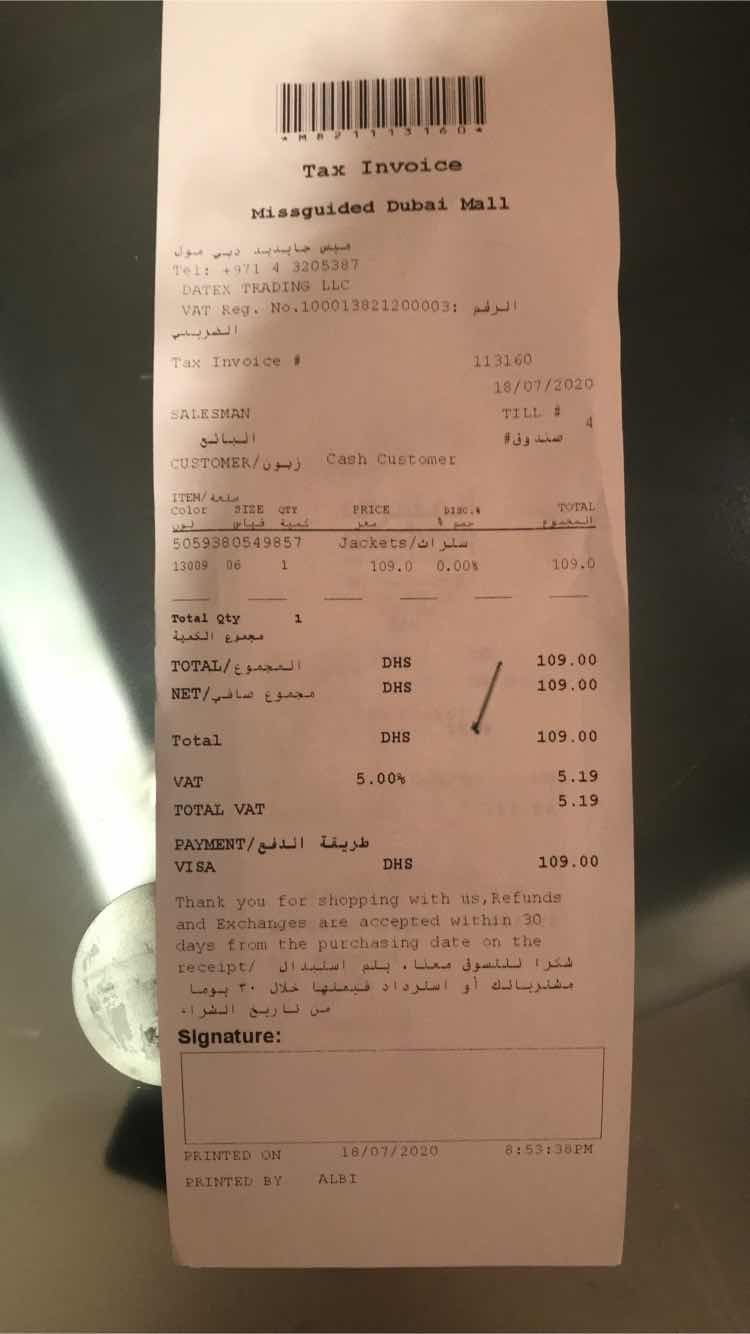 *M821113160*
Tax Invoice
Missguided Dubai Mall
ميس جايديد دبي مول
Tel: +971 4 3205387
DATEX TRADING LLC
VAT Reg. No.100013821200003: الرقم
الضريبي
Tax Invoice # 113160
18/07/2020
SALESMAN TILL # 4
البائع صندوق#
CUSTOMER/زبون Cash Customer
ITEM/سلعة
Color SIZE QTY PRICE DISC.% TOTAL
لون قياس كمية سعر خصم % المجموع
5059380549857 Jackets/سترات
13009 06 1 109.0 0.00% 109.0
Total Qty 1
مجموع الكمية
TOTAL/المجموع DHS 109.00
NET/مجموع صافي DHS 109.00
Total DHS 109.00
VAT 5.00% 5.19
TOTAL VAT 5.19
PAYMENT/طريقة الدفع
VISA DHS 109.00
Thank you for shopping with us,Refunds
and Exchanges are accepted within 30
days from the purchasing date on the
receipt/ شكرا للتسوق معنا، يتم استبدال
مشترياتك أو استرداد قيمتها خلال ٣٠ يوما
من تاريخ الشراء
Signature:
PRINTED ON 18/07/2020 8:53:38PM
PRINTED BY ALBI